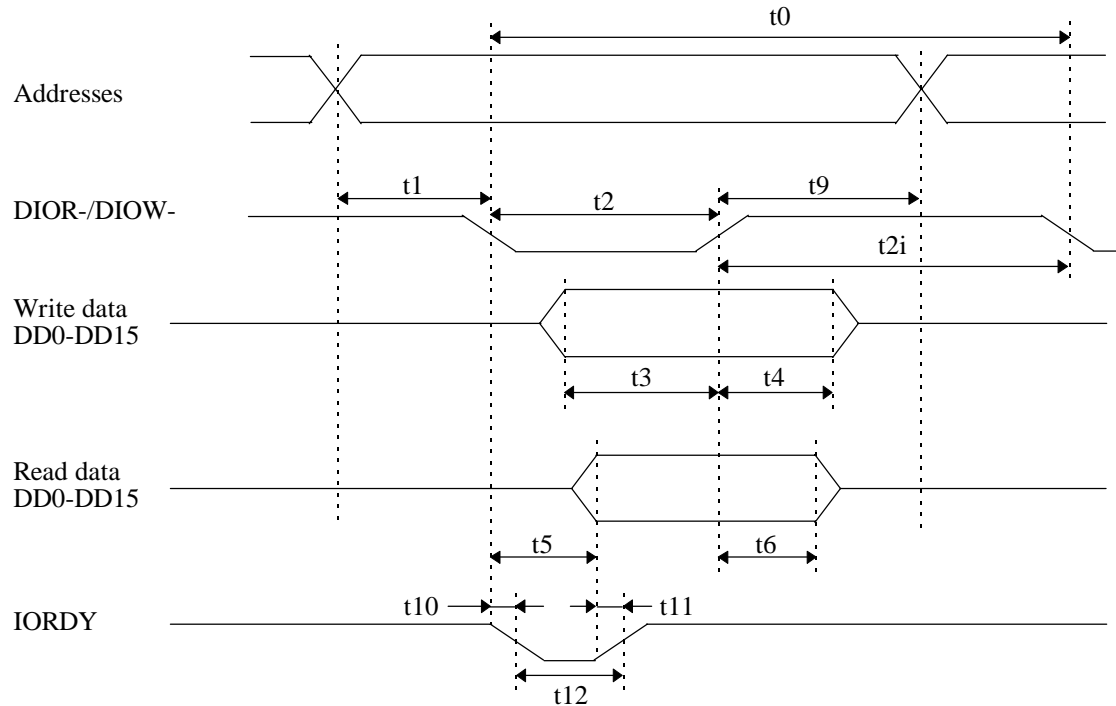 t0
Addresses
t1
t2
t9
DIOR-/DIOW-
t2i
Write data
DD0-DD15
t3
t4
Read data
DD0-DD15
t5
t6
t10
t11
IORDY
t12